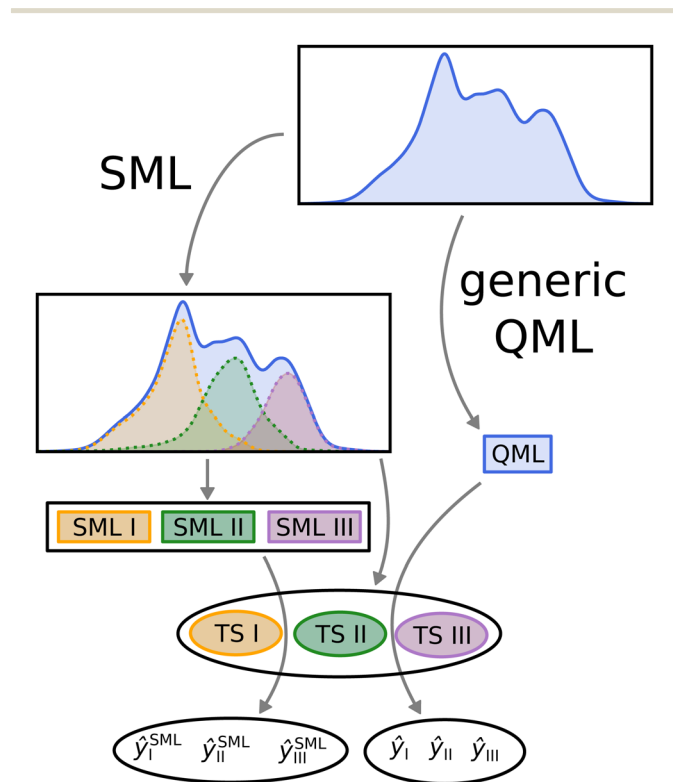 SML
generic
QML
QML
SML I SML II SML III
TS I TS II TS III
ŷ_I^SML ŷ_II^SML ŷ_III^SML ŷ_I ŷ_II ŷ_III